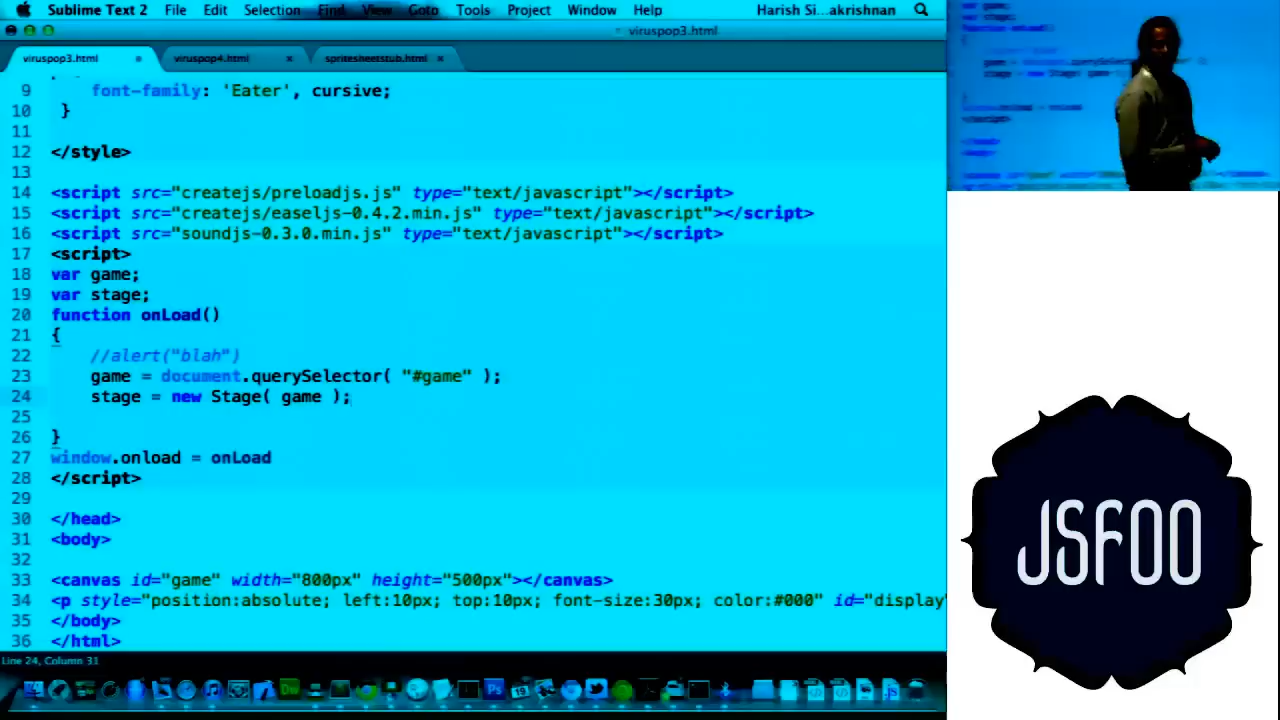 Sublime Text 2 File Edit Selection Find View Goto Tools Project Window Help Harish Si...akrishnan
viruspop3.html
viruspop3.html viruspop4.html spritesheetstub.html
9 font-family: 'Eater', cursive;
10 }
11
12 </style>
13
14 <script src="createjs/preloadjs.js" type="text/javascript"></script>
15 <script src="createjs/easeljs-0.4.2.min.js" type="text/javascript"></script>
16 <script src="soundjs-0.3.0.min.js" type="text/javascript"></script>
17 <script>
18 var game;
19 var stage;
20 function onLoad()
21 {
22 //alert("blah")
23 game = document.querySelector( "#game" );
24 stage = new Stage( game );
25
26 }
27 window.onload = onLoad
28 </script>
29
30 </head>
31 <body>
32
33 <canvas id="game" width="800px" height="500px"></canvas>
34 <p style="position:absolute; left:10px; top:10px; font-size:30px; color:#000" id="display"
35 </body>
36 </html>
Line 24, Column 31
JSFOO